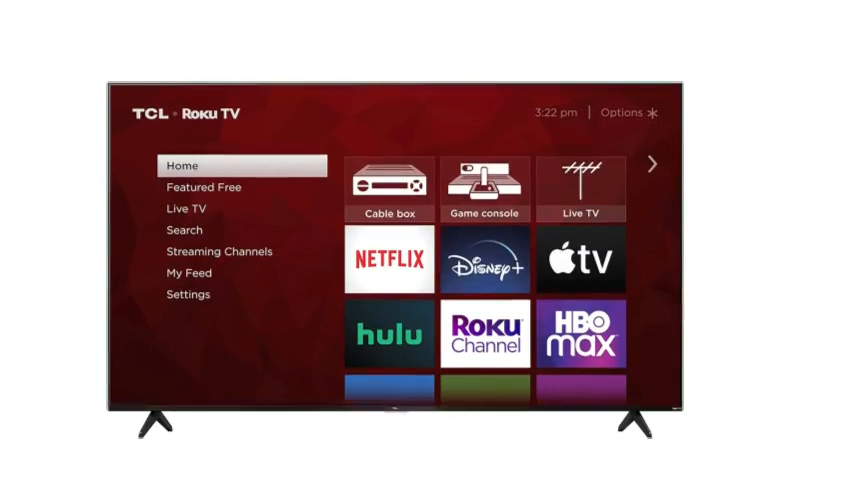 TCL • Roku TV
3:22 pm | Options
Home
Featured Free
Live TV
Search
Streaming Channels
My Feed
Settings
Cable box
Game console
Live TV
NETFLIX
Disney+
tv
hulu
Roku Channel
HBO max
TCL